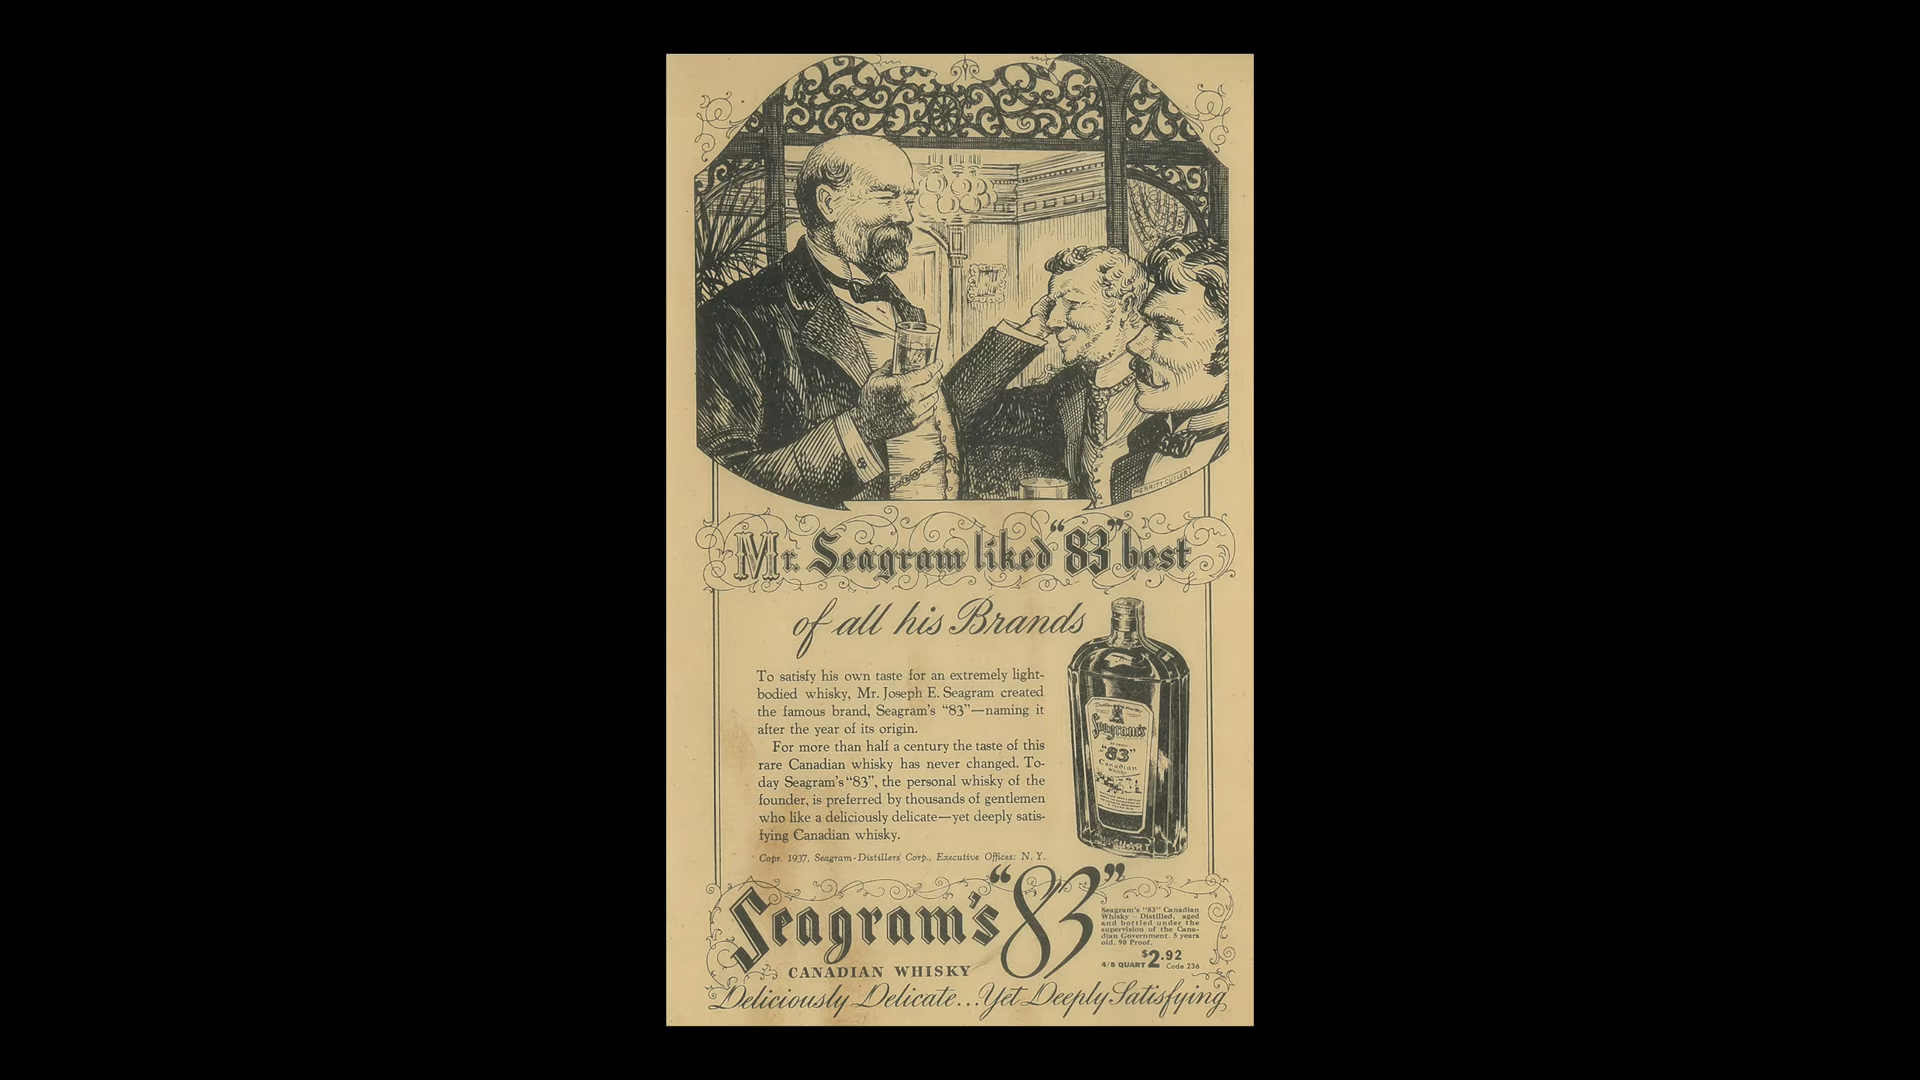 MERRITT CUTLER
Mr. Seagram liked "83" best
of all his Brands
To satisfy his own taste for an extremely light-
bodied whisky, Mr. Joseph E. Seagram created
the famous brand, Seagram's "83"—naming it
after the year of its origin.
For more than half a century the taste of this
rare Canadian whisky has never changed. To-
day Seagram's "83", the personal whisky of the
founder, is preferred by thousands of gentlemen
who like a deliciously delicate—yet deeply satis-
fying Canadian whisky.
Copr. 1937, Seagram-Distillers Corp., Executive Offices: N. Y.
Seagram's
"83"
Canadian
Whisky
Seagram's "83"
CANADIAN WHISKY
Seagram's "83" Canadian
Whisky—Distilled, aged
and bottled under the
supervision of the Cana-
dian Government. 5 years
old. 90 Proof.
4/5 QUART $2.92 Code 236
Deliciously Delicate...Yet Deeply Satisfying